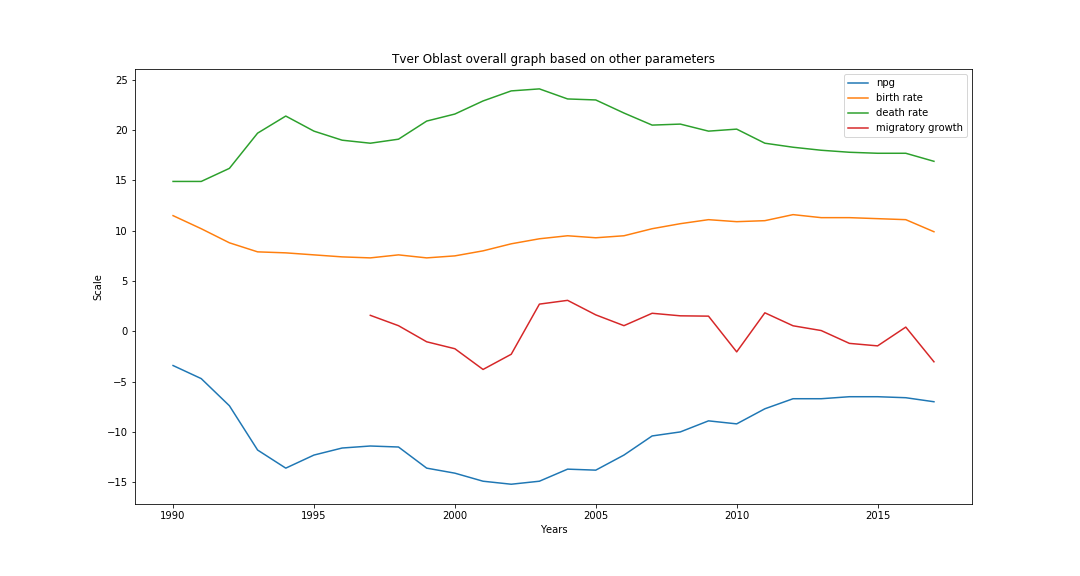 Tver Oblast overall graph based on other parameters
npg
birth rate
death rate
migratory growth
25
20
15
10
5
0
−5
−10
−15
Scale
1990 1995 2000 2005 2010 2015
Years